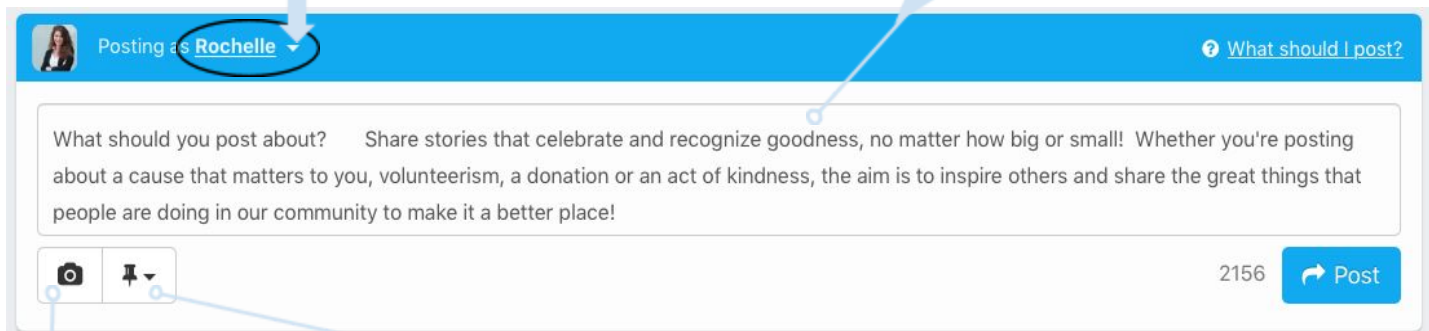 Posting as Rochelle
What should I post?
What should you post about? Share stories that celebrate and recognize goodness, no matter how big or small! Whether you're posting
about a cause that matters to you, volunteerism, a donation or an act of kindness, the aim is to inspire others and share the great things that
people are doing in our community to make it a better place!
2156
Post